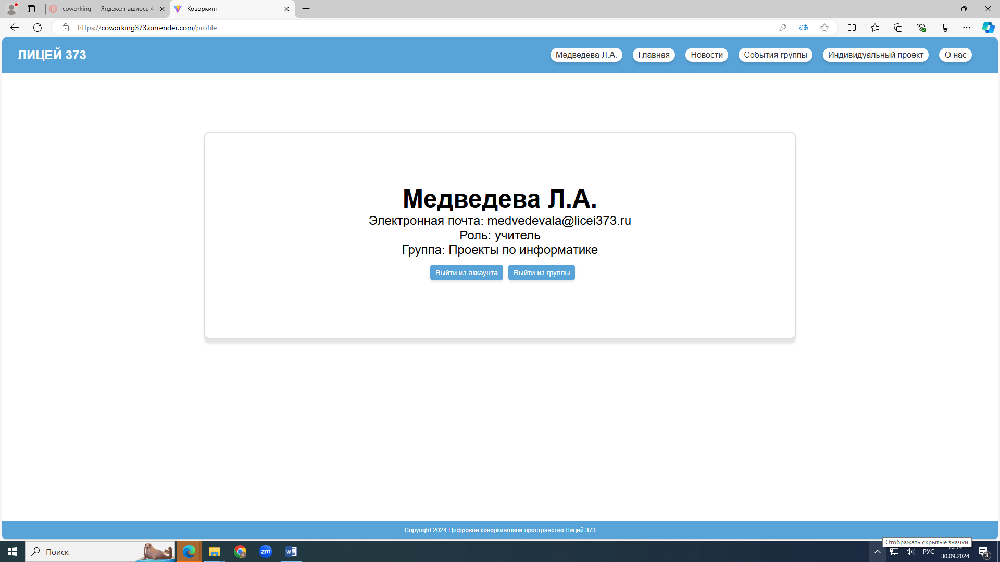 coworking — Яндекс: нашлось 4
Коворкинг
https://coworking373.onrender.com/profile
ЛИЦЕЙ 373
Медведева Л.А.
Главная
Новости
События группы
Индивидуальный проект
О нас
Медведева Л.А.
Электронная почта: medvedevala@licei373.ru
Роль: учитель
Группа: Проекты по информатике
Выйти из аккаунта
Выйти из группы
Copyright 2024 Цифровое коворкинговое пространство Лицей 373
Отображать скрытые значки
Поиск
zm
РУС
30.09.2024
3